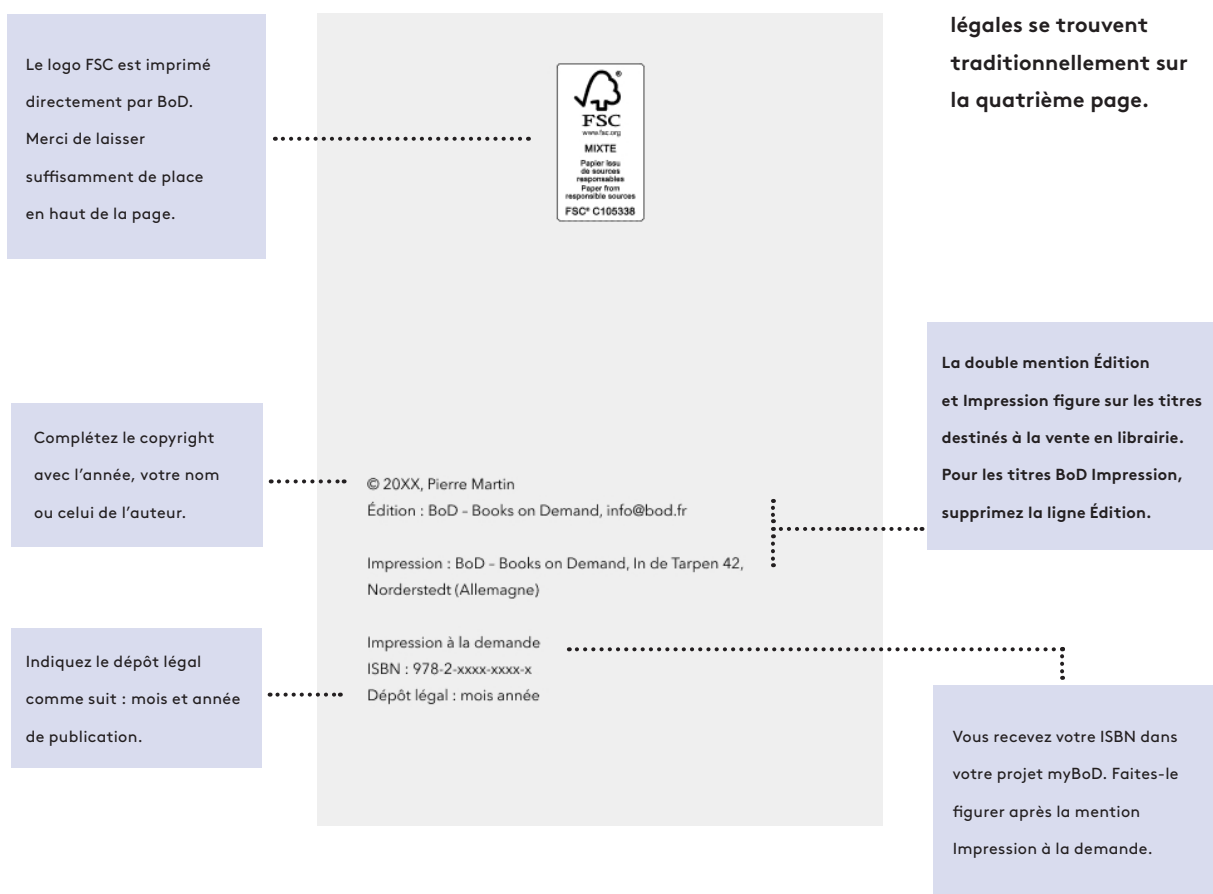 légales se trouvent
traditionnellement sur
la quatrième page.
Le logo FSC est imprimé
directement par BoD.
Merci de laisser
suffisamment de place
en haut de la page.
FSC
www.fsc.org
MIXTE
Papier issu
de sources
responsables
Paper from
responsible sources
FSC® C105338
La double mention Édition
et Impression figure sur les titres
destinés à la vente en librairie.
Pour les titres BoD Impression,
supprimez la ligne Édition.
Complétez le copyright
avec l’année, votre nom
ou celui de l’auteur.
© 20XX, Pierre Martin
Édition : BoD – Books on Demand, info@bod.fr
Impression : BoD – Books on Demand, In de Tarpen 42,
Norderstedt (Allemagne)
Impression à la demande
ISBN : 978-2-xxxx-xxxx-x
Dépôt légal : mois année
Indiquez le dépôt légal
comme suit : mois et année
de publication.
Vous recevez votre ISBN dans
votre projet myBoD. Faites-le
figurer après la mention
Impression à la demande.